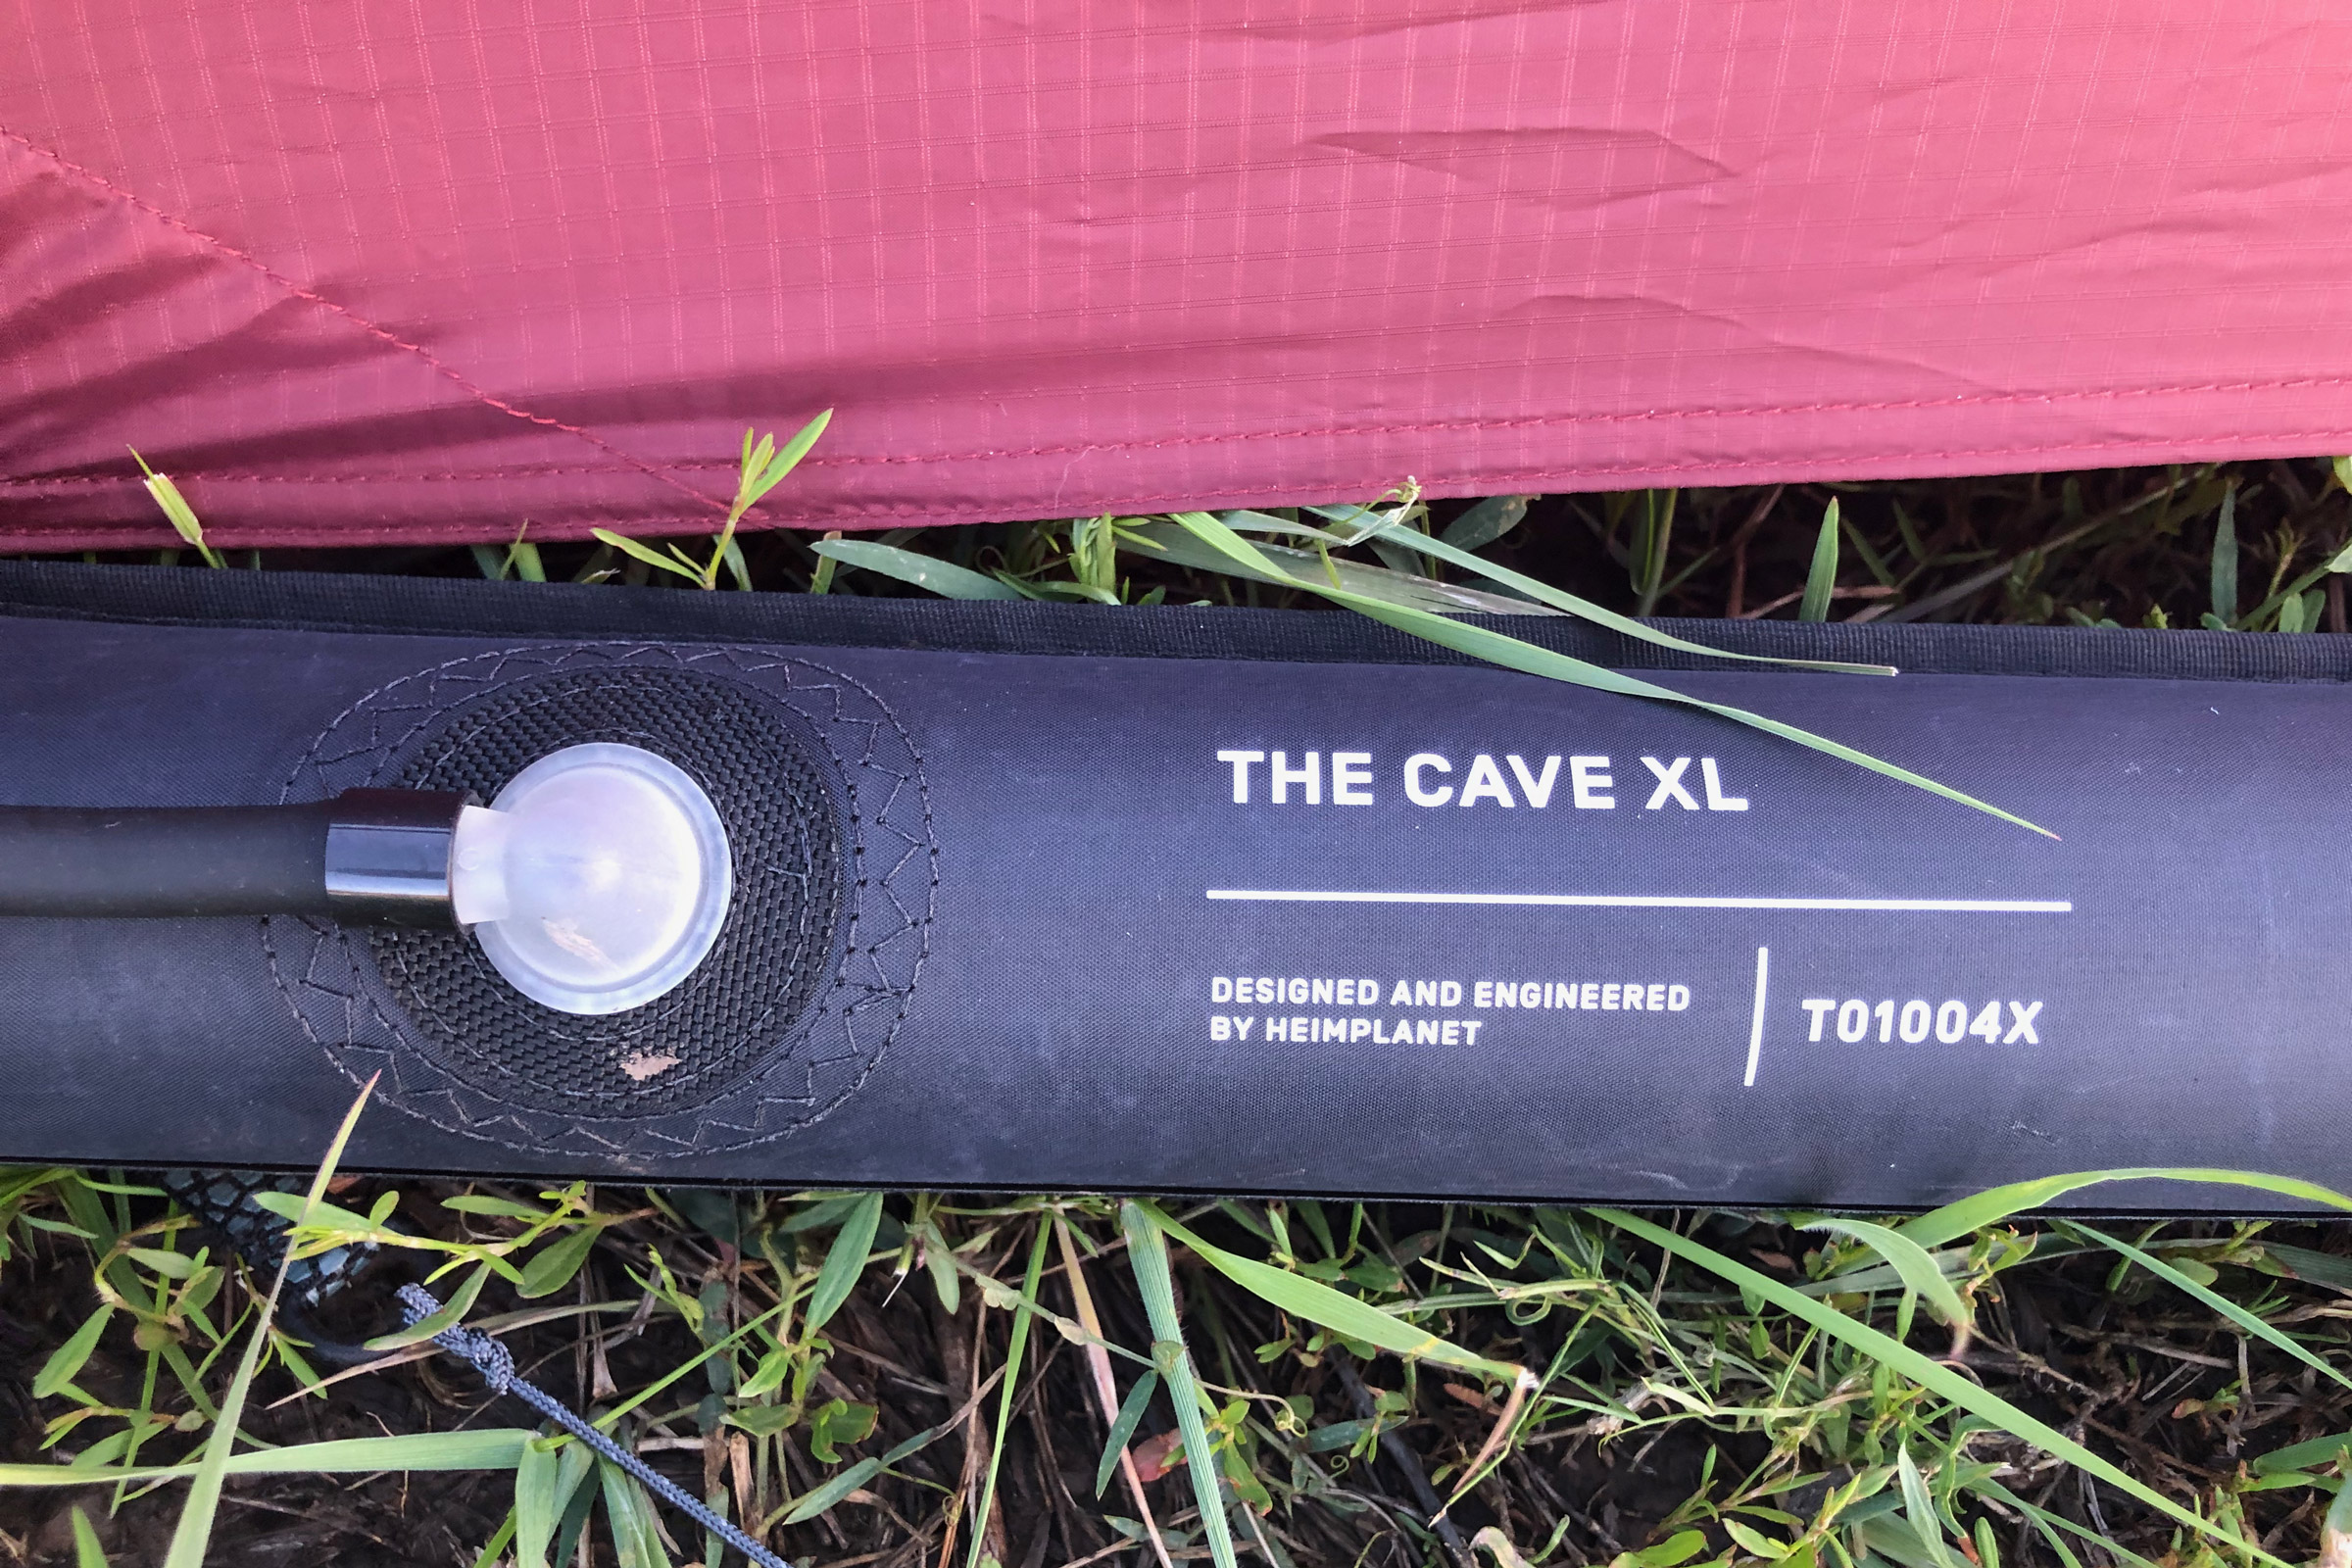 THE CAVE XL
DESIGNED AND ENGINEERED
BY HEIMPLANET
T01004X